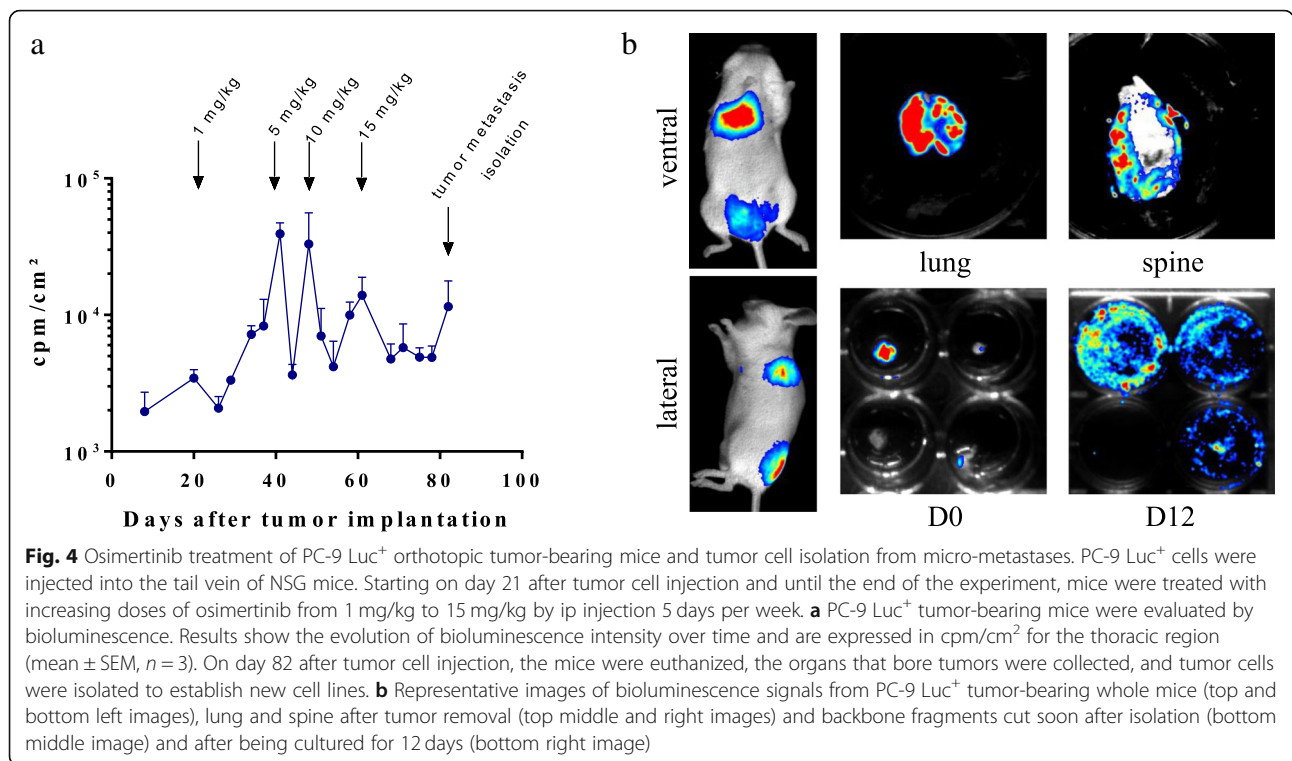 a
b
1 mg/kg
5 mg/kg
10 mg/kg
15 mg/kg
tumor metastasis
isolation
10⁵
10⁴
10³
cpm/cm²
0
20
40
60
80
100
Days after tumor implantation
ventral
lateral
lung
spine
D0
D12
Fig. 4 Osimertinib treatment of PC-9 Luc⁺ orthotopic tumor-bearing mice and tumor cell isolation from micro-metastases. PC-9 Luc⁺ cells were
injected into the tail vein of NSG mice. Starting on day 21 after tumor cell injection and until the end of the experiment, mice were treated with
increasing doses of osimertinib from 1 mg/kg to 15 mg/kg by ip injection 5 days per week. a PC-9 Luc⁺ tumor-bearing mice were evaluated by
bioluminescence. Results show the evolution of bioluminescence intensity over time and are expressed in cpm/cm² for the thoracic region
(mean ± SEM, n = 3). On day 82 after tumor cell injection, the mice were euthanized, the organs that bore tumors were collected, and tumor cells
were isolated to establish new cell lines. b Representative images of bioluminescence signals from PC-9 Luc⁺ tumor-bearing whole mice (top and
bottom left images), lung and spine after tumor removal (top middle and right images) and backbone fragments cut soon after isolation (bottom
middle image) and after being cultured for 12 days (bottom right image)